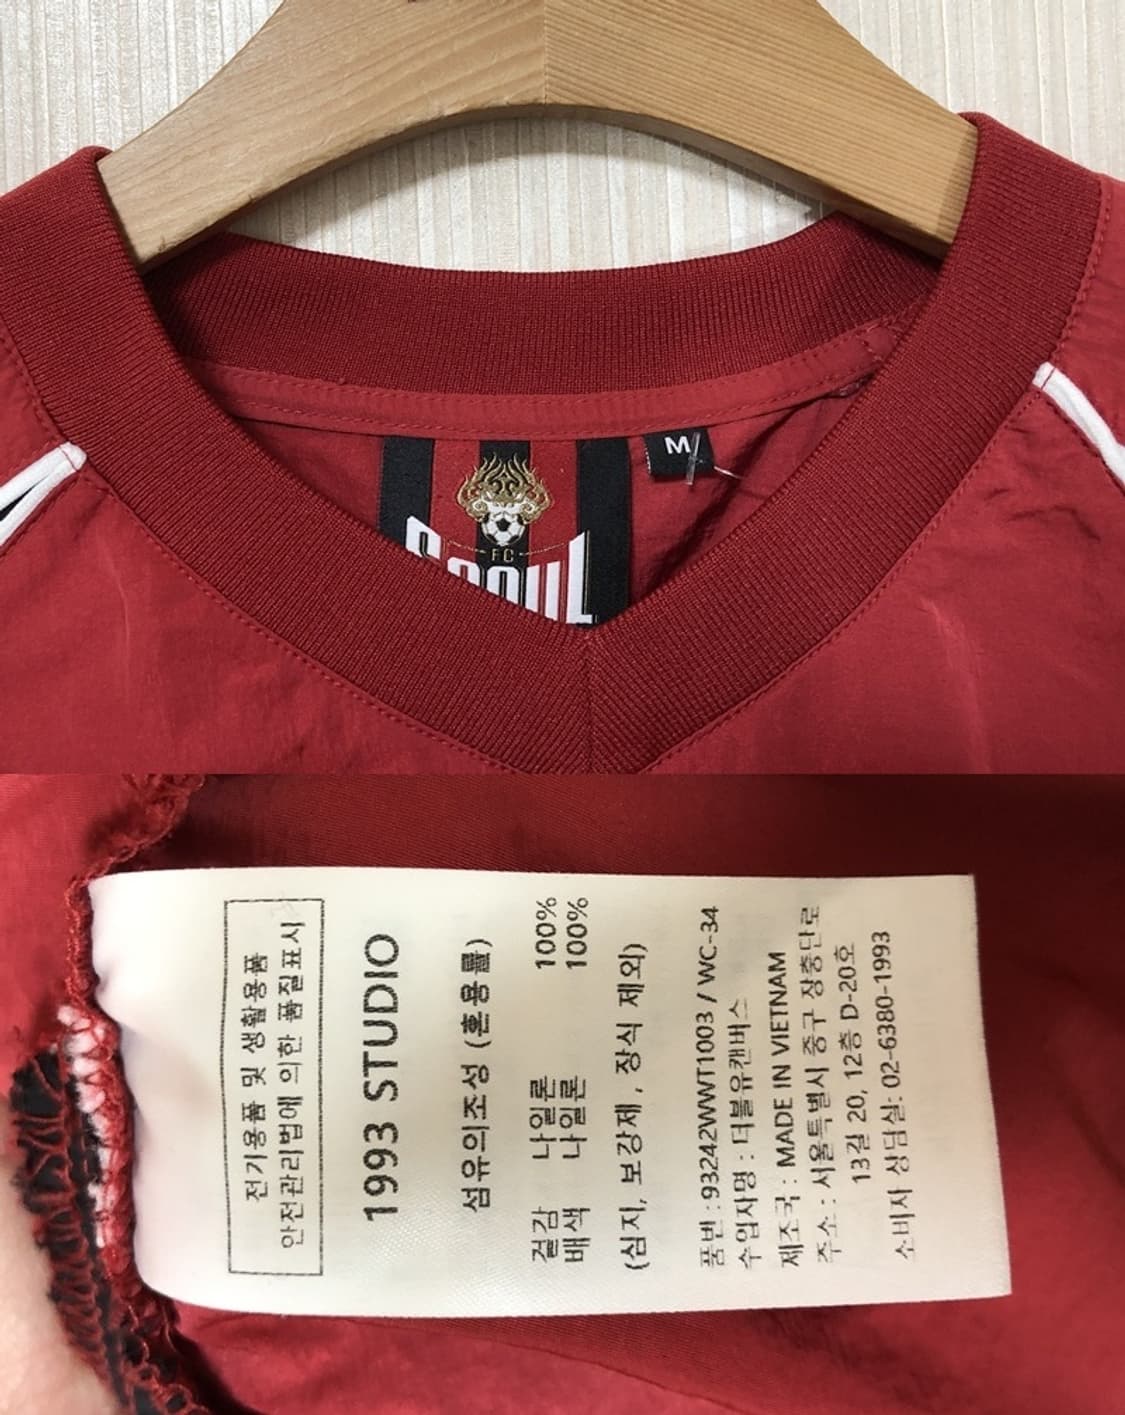 M
FC
SeOUL
전기용품 및 생활용품
안전관리법에 의한 품질표시
1993 STUDIO
섬유의조성 (혼용률)
겉감 나일론 100%
배색 나일론 100%
(심지, 보강제 , 장식 제외)
품번 : 93242WWT1003 / WC-34
수입자명 : 더블유캔버스
제조국 : MADE IN VIETNAM
주소 : 서울특별시 중구 장충단로
13길 20, 12층 D-20호
소비자 상담실: 02-6380-1993